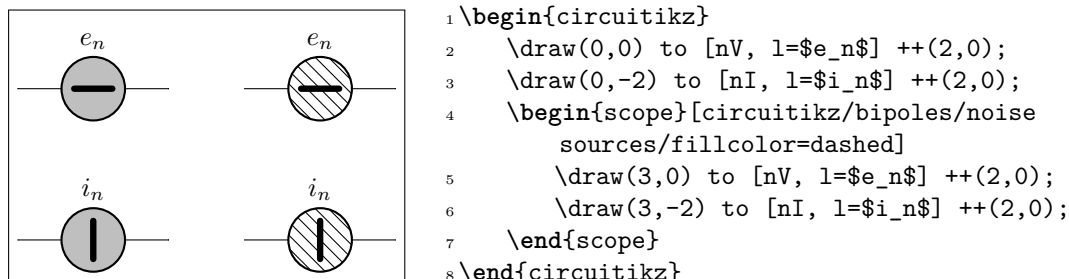 e_n e_n
i_n i_n
1 \begin{circuitikz}
2 \draw(0,0) to [nV, l=$e_n$] ++(2,0);
3 \draw(0,-2) to [nI, l=$i_n$] ++(2,0);
4 \begin{scope}[circuitikz/bipoles/noise
sources/fillcolor=dashed]
5 \draw(3,0) to [nV, l=$e_n$] ++(2,0);
6 \draw(3,-2) to [nI, l=$i_n$] ++(2,0);
7 \end{scope}
8 \end{circuitikz}